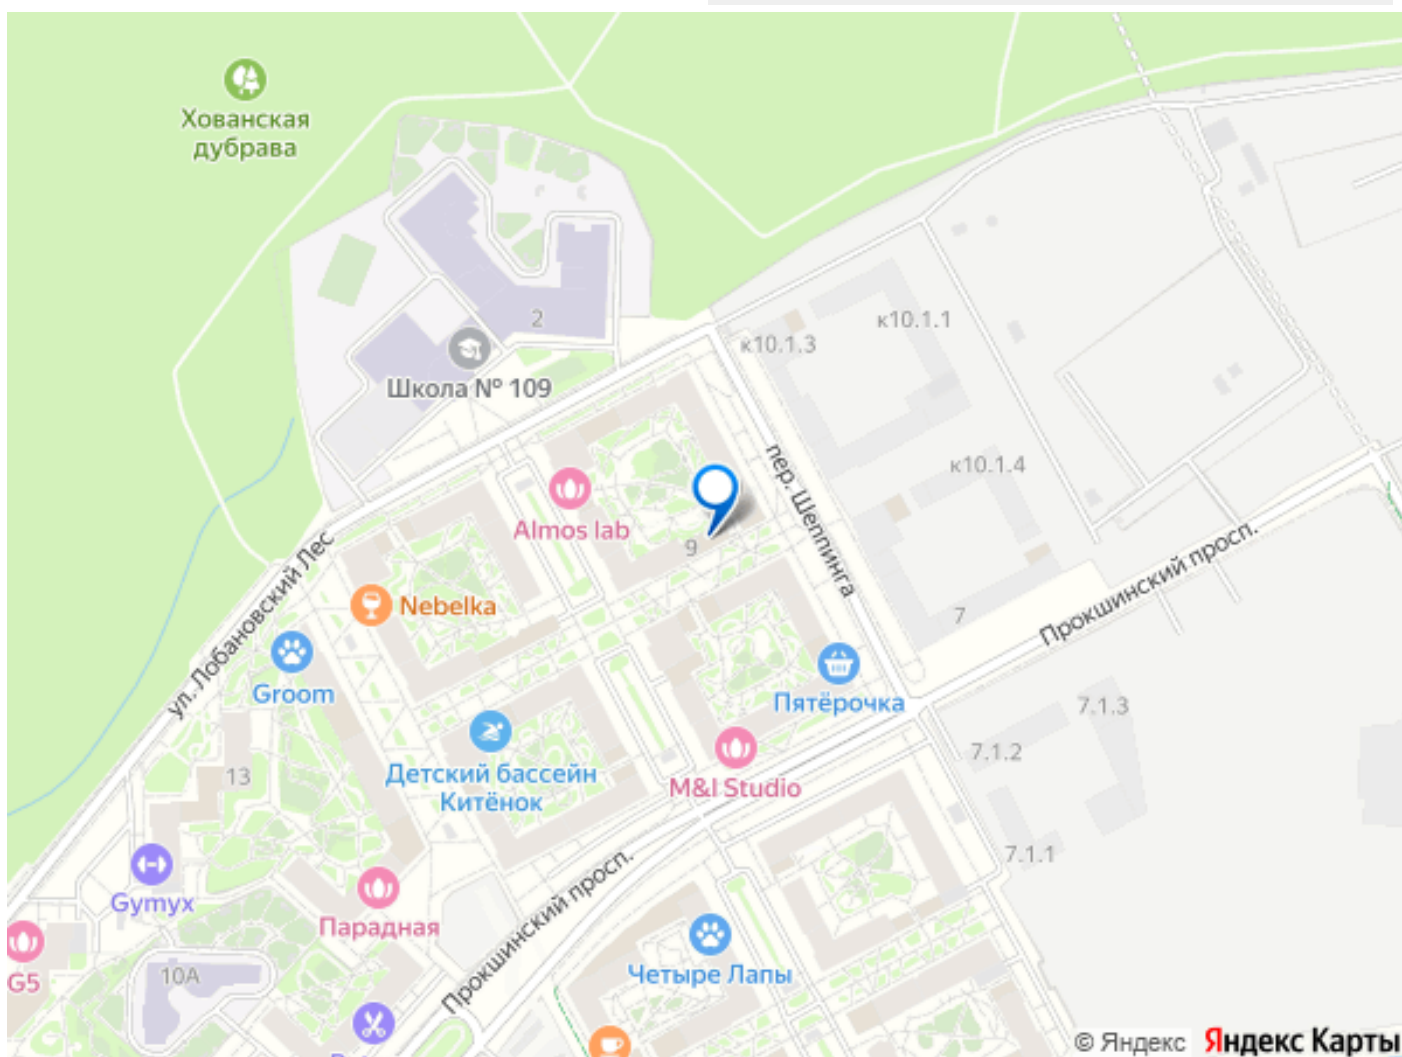 Хованская
дубрава
к10.1.1
2
к10.1.3
Школа № 109
пер. Шеппинга
к10.1.4
Almos lab
9
ул. Лобановский Лес
Nebelka
Прокшинский просп.
7
Groom
Пятёрочка
7.1.3
7.1.2
13
Детский бассейн
Китёнок
M&I Studio
7.1.1
Gymyx
Парадная
Прокшинский просп.
G5
10А
Четыре Лапы
© Яндекс Яндекс Карты